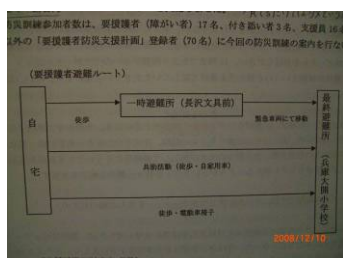 防災訓練参加者数は、要援護者（障がい者）17名、付き添い者3名、支援員16名
以外の「要援護者防災支援計画」登録者（70名）に今回の防災訓練の案内を行な
（要援護者避難ルート）
自宅
一時避難所（長沢文具前）
徒歩
緊急車両にて移動
最終避難所（兵庫大開小学校）
（徒歩・自家用車）
徒歩・電動車椅子
2008/12/10